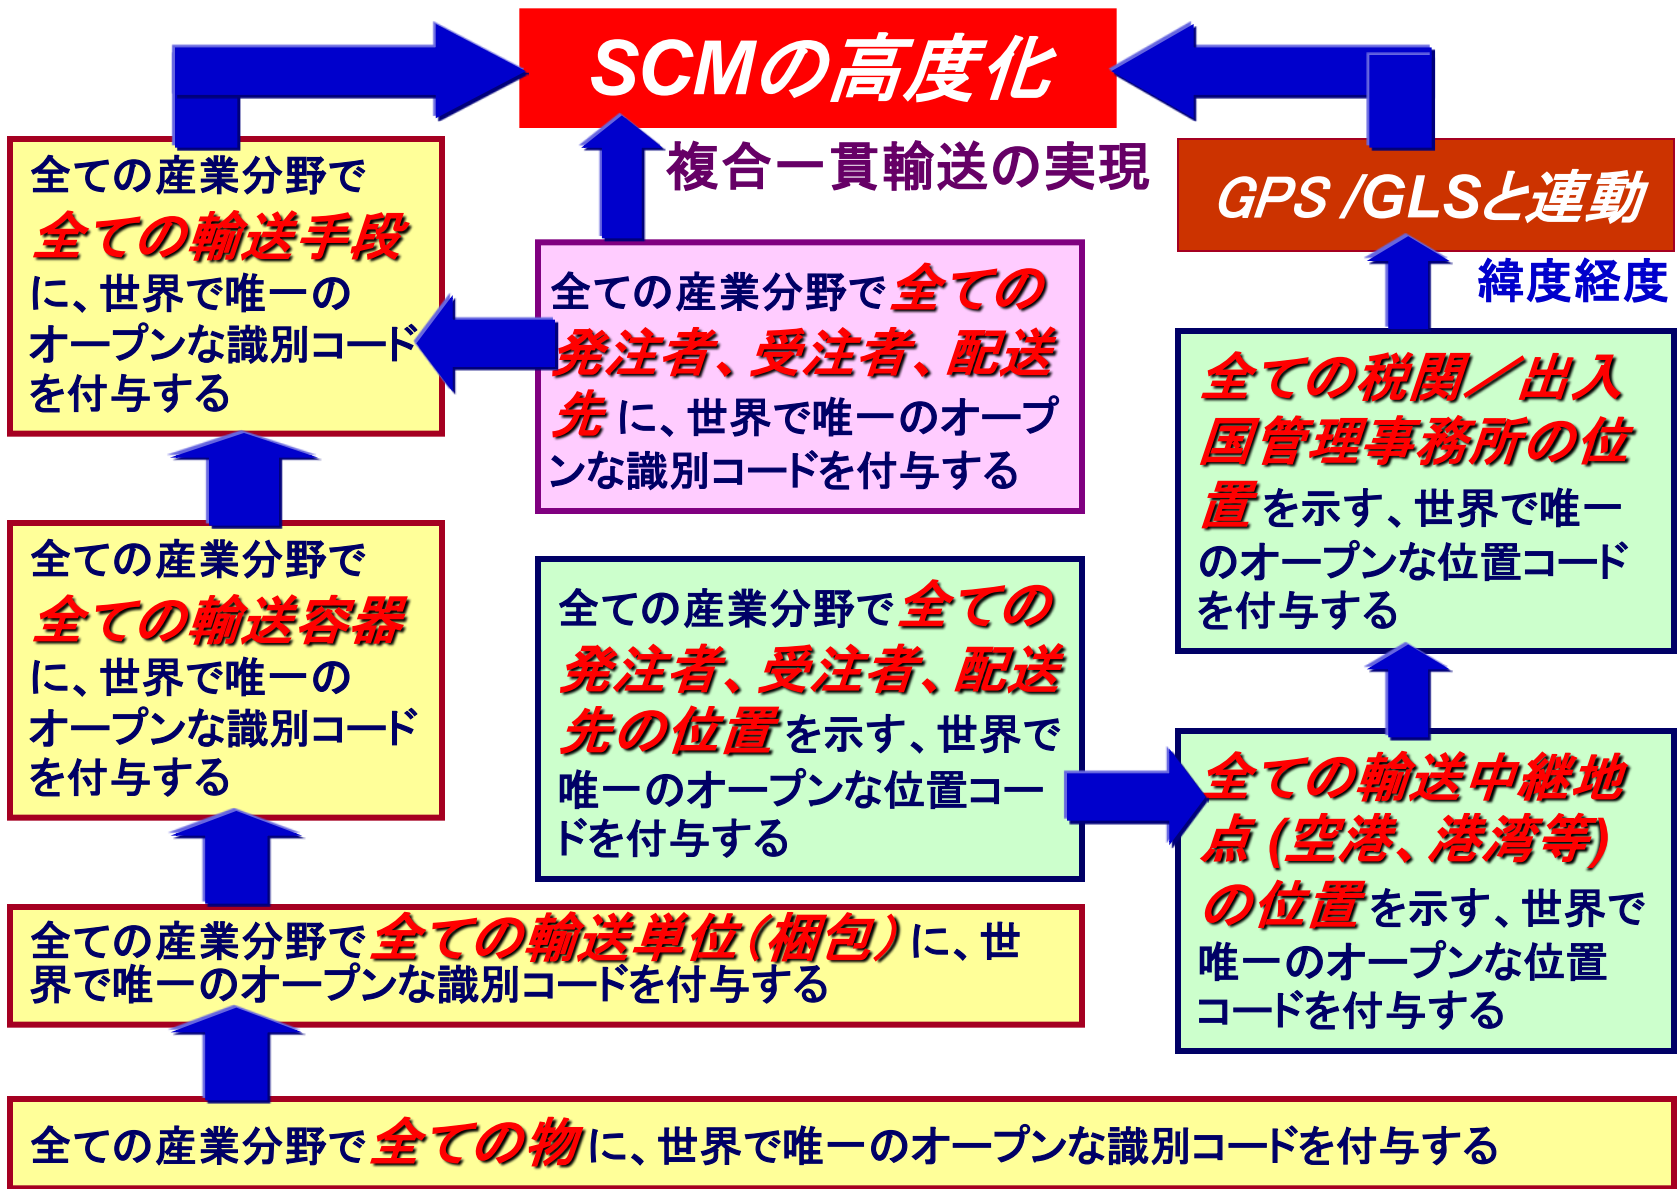 SCMの高度化
複合一貫輸送の実現
全ての産業分野で
全ての輸送手段
に、世界で唯一の
オープンな識別コード
を付与する
全ての産業分野で全ての
発注者、受注者、配送
先に、世界で唯一のオープ
ンな識別コードを付与する
GPS /GLSと連動
緯度経度
全ての税関／出入
国管理事務所の位
置を示す、世界で唯一
のオープンな位置コード
を付与する
全ての産業分野で
全ての輸送容器
に、世界で唯一の
オープンな識別コード
を付与する
全ての産業分野で全ての
発注者、受注者、配送
先の位置を示す、世界で
唯一のオープンな位置コー
ドを付与する
全ての輸送中継地
点 (空港、港湾等)
の位置を示す、世界で
唯一のオープンな位置
コードを付与する
全ての産業分野で全ての輸送単位（梱包）に、世
界で唯一のオープンな識別コードを付与する
全ての産業分野で全ての物に、世界で唯一のオープンな識別コードを付与する